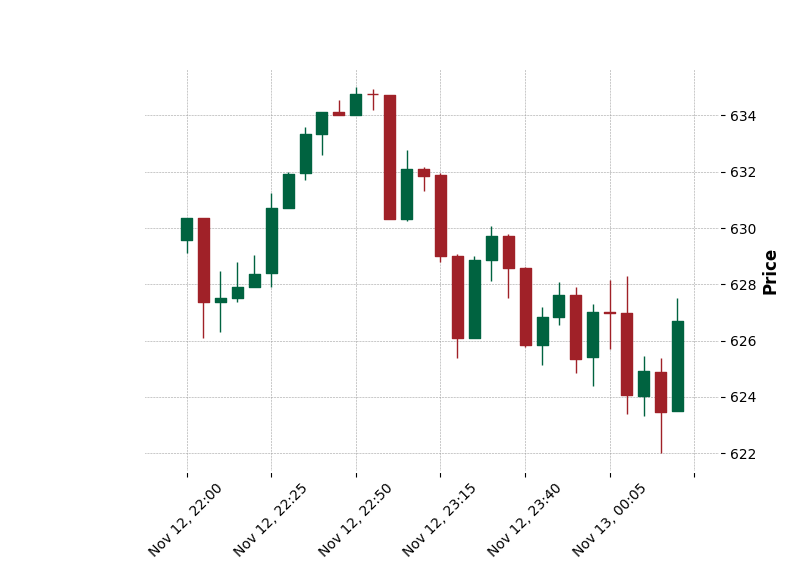 634
632
630
628
626
624
622
Price
Nov 12, 22:00
Nov 12, 22:25
Nov 12, 22:50
Nov 12, 23:15
Nov 12, 23:40
Nov 13, 00:05